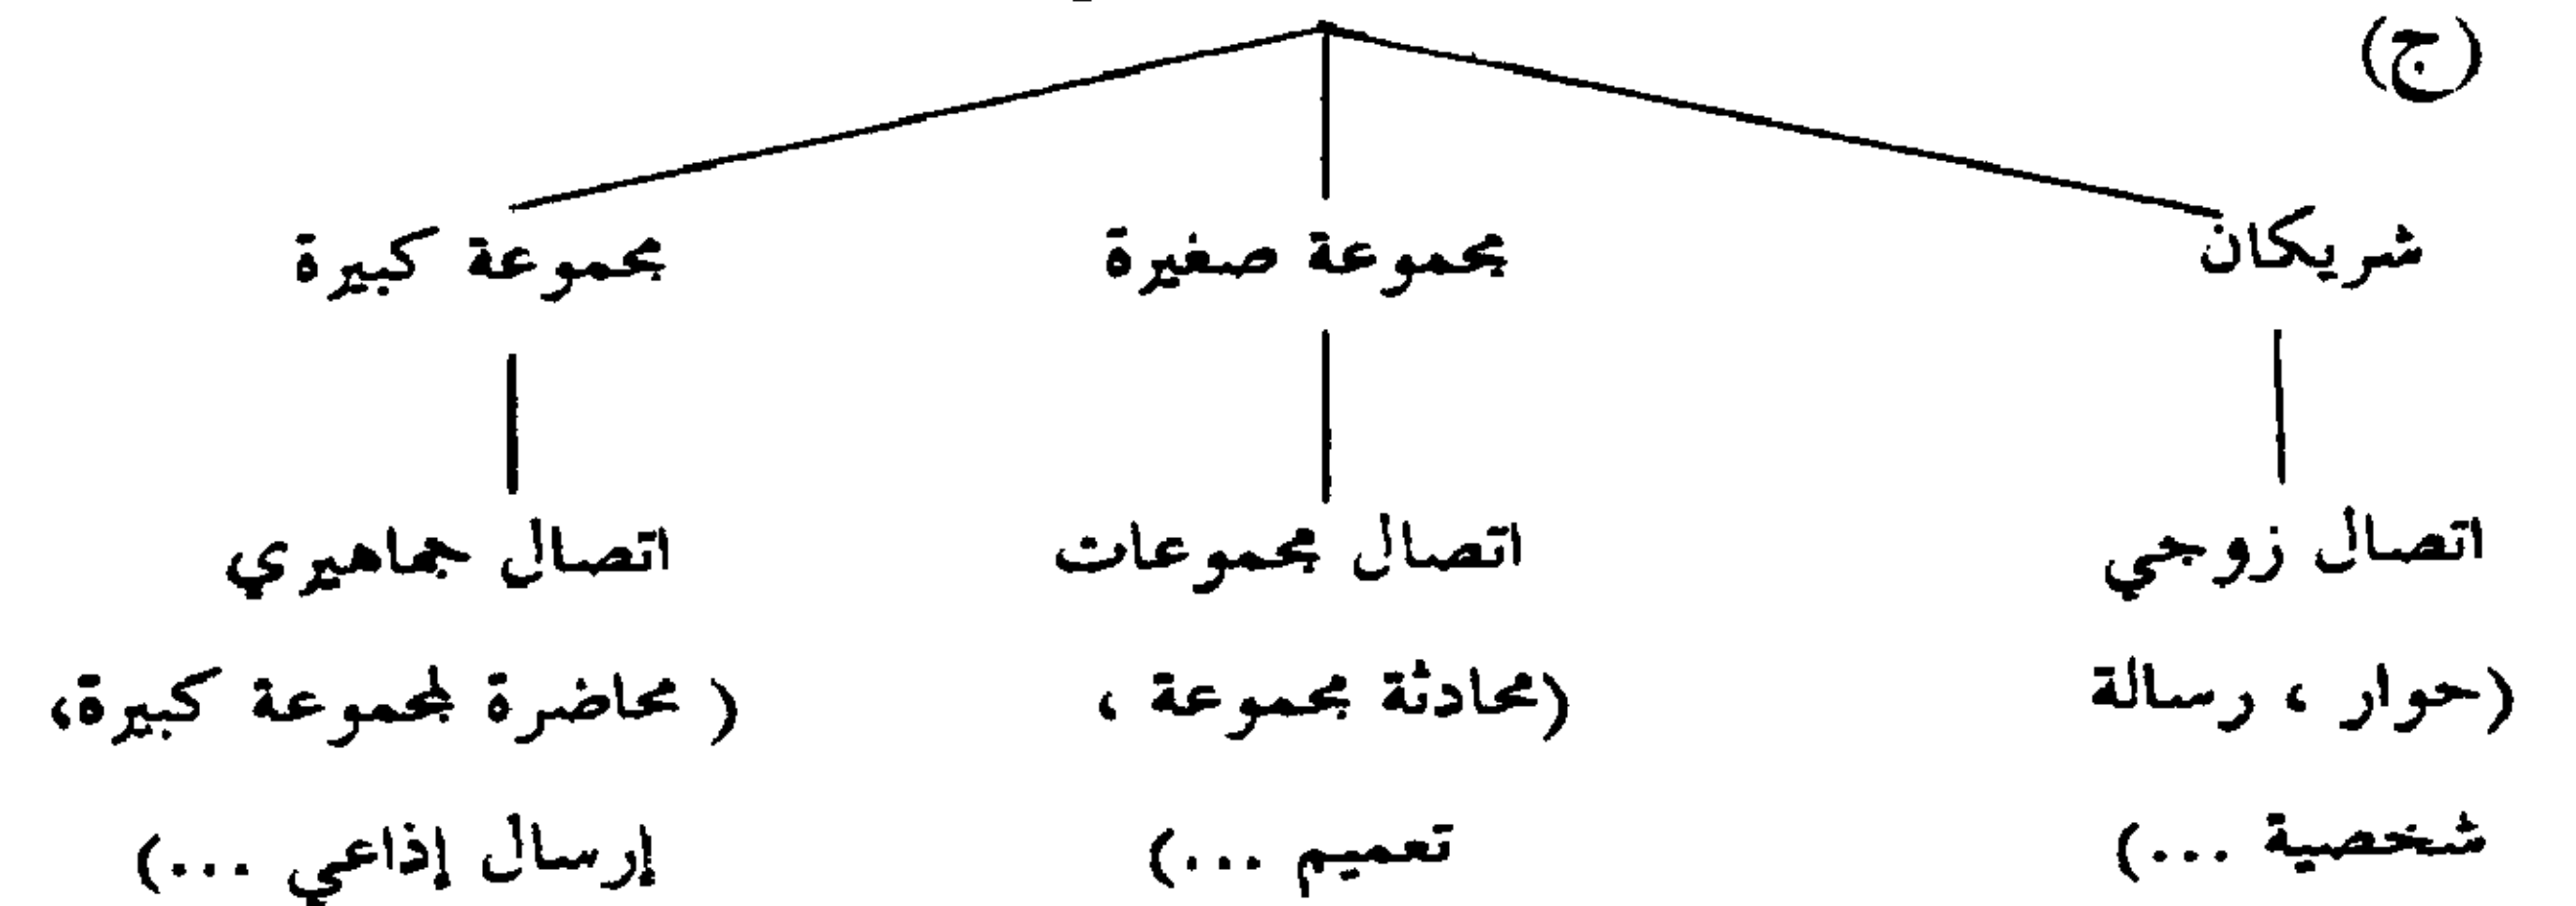 (ج)
شريكان مجموعة صغيرة مجموعة كبيرة
اتصال زوجي اتصال مجموعات اتصال جماهيري
(حوار ، رسالة (محادثة مجموعة ، ( محاضرة لمجموعة كبيرة،
شخصية ...) تعميم ...) إرسال إذاعي ...)